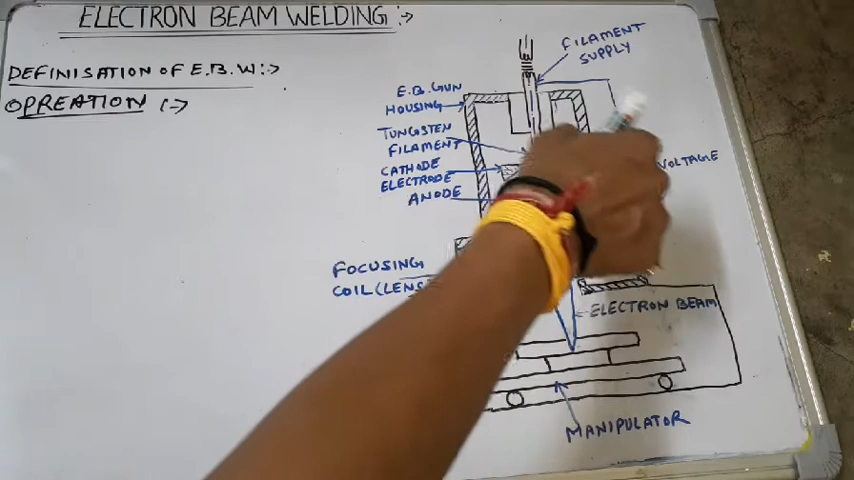 ELECTRON BEAM WELDING :→
DEFINISATION OF E.B.W :→
OPREATION :→
FILAMENT
SUPPLY
E.B. GUN
HOUSING
TUNGSTEN
FILAMENT
CATHODE
ELECTRODE
ANODE
VOLTAGE
FOCUSING
COIL (LENS
ELECTRON BEAM
MANIPULATOR